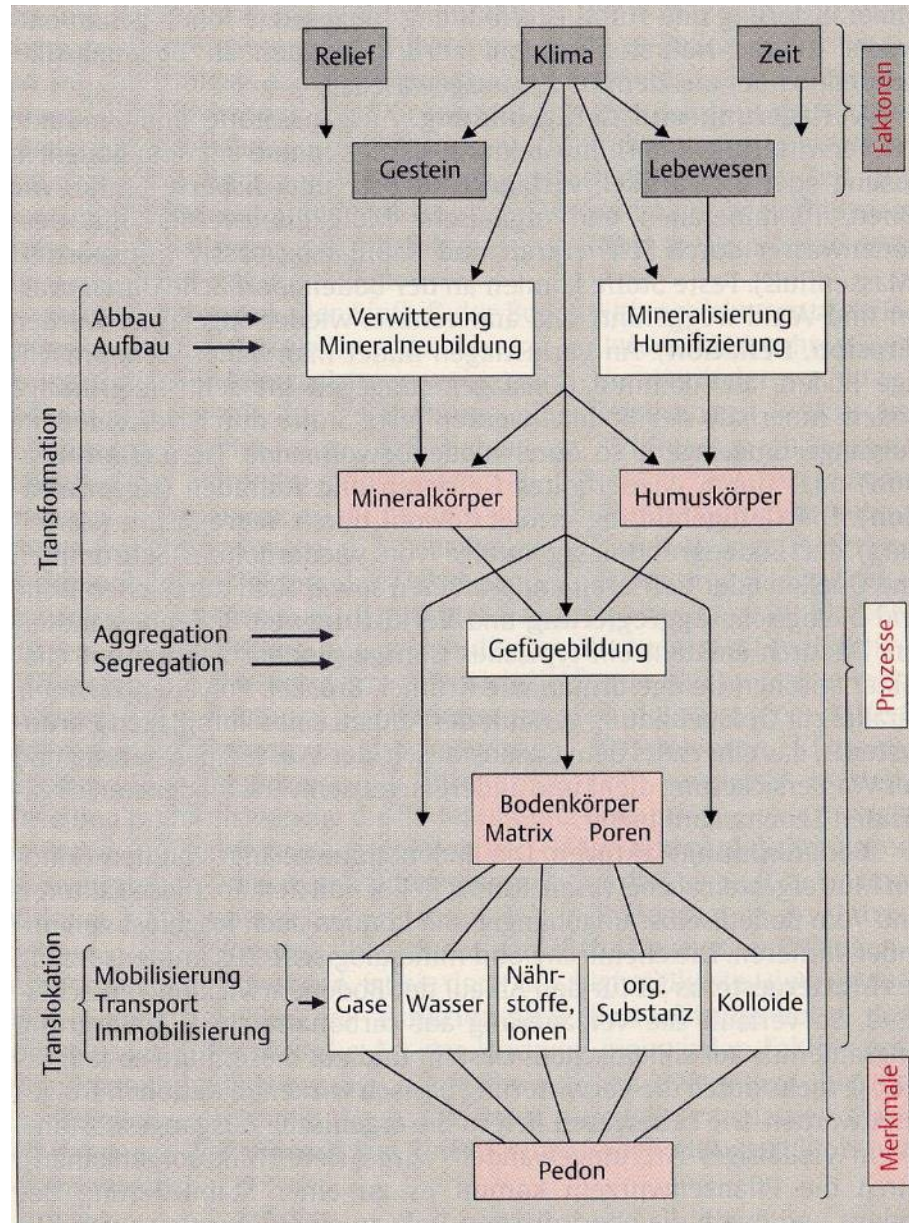 Relief
Klima
Zeit
Faktoren
Gestein
Lebewesen
Abbau
Aufbau
Verwitterung
Mineralneubildung
Mineralisierung
Humifizierung
Transformation
Mineralkörper
Humuskörper
Aggregation
Segregation
Gefügebildung
Prozesse
Bodenkörper
Matrix Poren
Translokation
Mobilisierung
Transport
Immobilisierung
Gase
Wasser
Nähr-
stoffe,
Ionen
org.
Substanz
Kolloide
Merkmale
Pedon